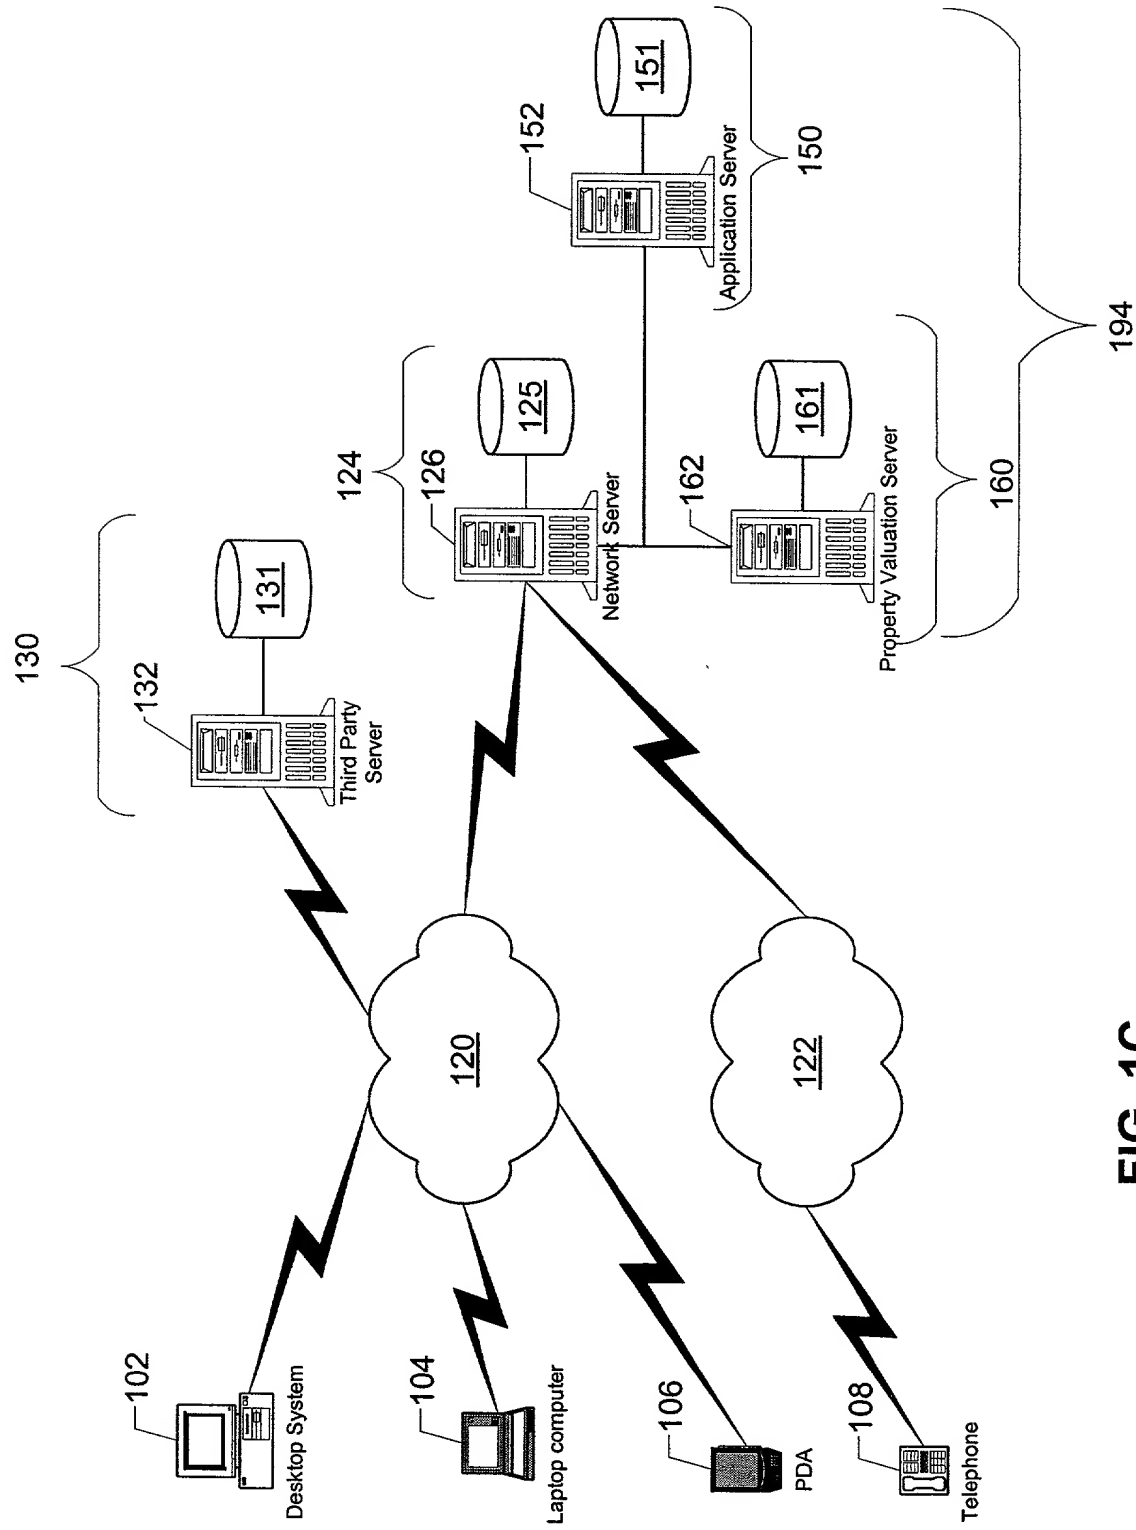 130
132
131
Third Party
Server
124
126
125
Network Server
152
151
Application Server
150
162
161
Property Valuation Server
160
194
120
122
102
Desktop System
104
Laptop computer
106
PDA
108
Telephone
FIG. 1C